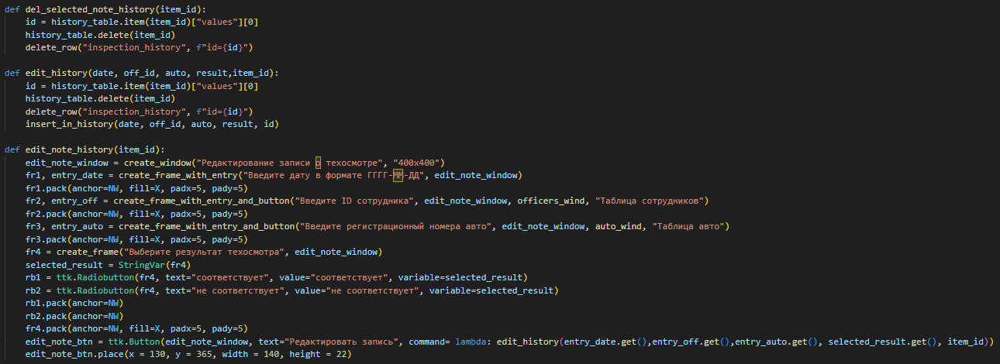 def del_selected_note_history(item_id):
    id = history_table.item(item_id)["values"][0]
    history_table.delete(item_id)
    delete_row("inspection_history", f"id={id}")
def edit_history(date, off_id, auto, result,item_id):
    id = history_table.item(item_id)["values"][0]
    history_table.delete(item_id)
    delete_row("inspection_history", f"id={id}")
    insert_in_history(date, off_id, auto, result, id)
def edit_note_history(item_id):
    edit_note_window = create_window("Редактирование записи о техосмотре", "400x400")
    fr1, entry_date = create_frame_with_entry("Введите дату в формате ГГГГ-ММ-ДД", edit_note_window)
    fr1.pack(anchor=NW, fill=X, padx=5, pady=5)
    fr2, entry_off = create_frame_with_entry_and_button("Введите ID сотрудника", edit_note_window, officers_wind, "Таблица сотрудников")
    fr2.pack(anchor=NW, fill=X, padx=5, pady=5)
    fr3, entry_auto = create_frame_with_entry_and_button("Введите регистрационный номера авто", edit_note_window, auto_wind, "Таблица авто")
    fr3.pack(anchor=NW, fill=X, padx=5, pady=5)
    fr4 = create_frame("Выберите результат техосмотра", edit_note_window)
    selected_result = StringVar(fr4)
    rb1 = ttk.Radiobutton(fr4, text="соответствует", value="соответствует", variable=selected_result)
    rb2 = ttk.Radiobutton(fr4, text="не соответствует", value="не соответствует", variable=selected_result)
    rb1.pack(anchor=NW)
    rb2.pack(anchor=NW)
    fr4.pack(anchor=NW, fill=X, padx=5, pady=5)
    edit_note_btn = ttk.Button(edit_note_window, text="Редактировать запись", command= lambda: edit_history(entry_date.get(),entry_off.get(),entry_auto.get(), selected_result.get(), item_id))
    edit_note_btn.place(x = 130, y = 365, width = 140, height = 22)